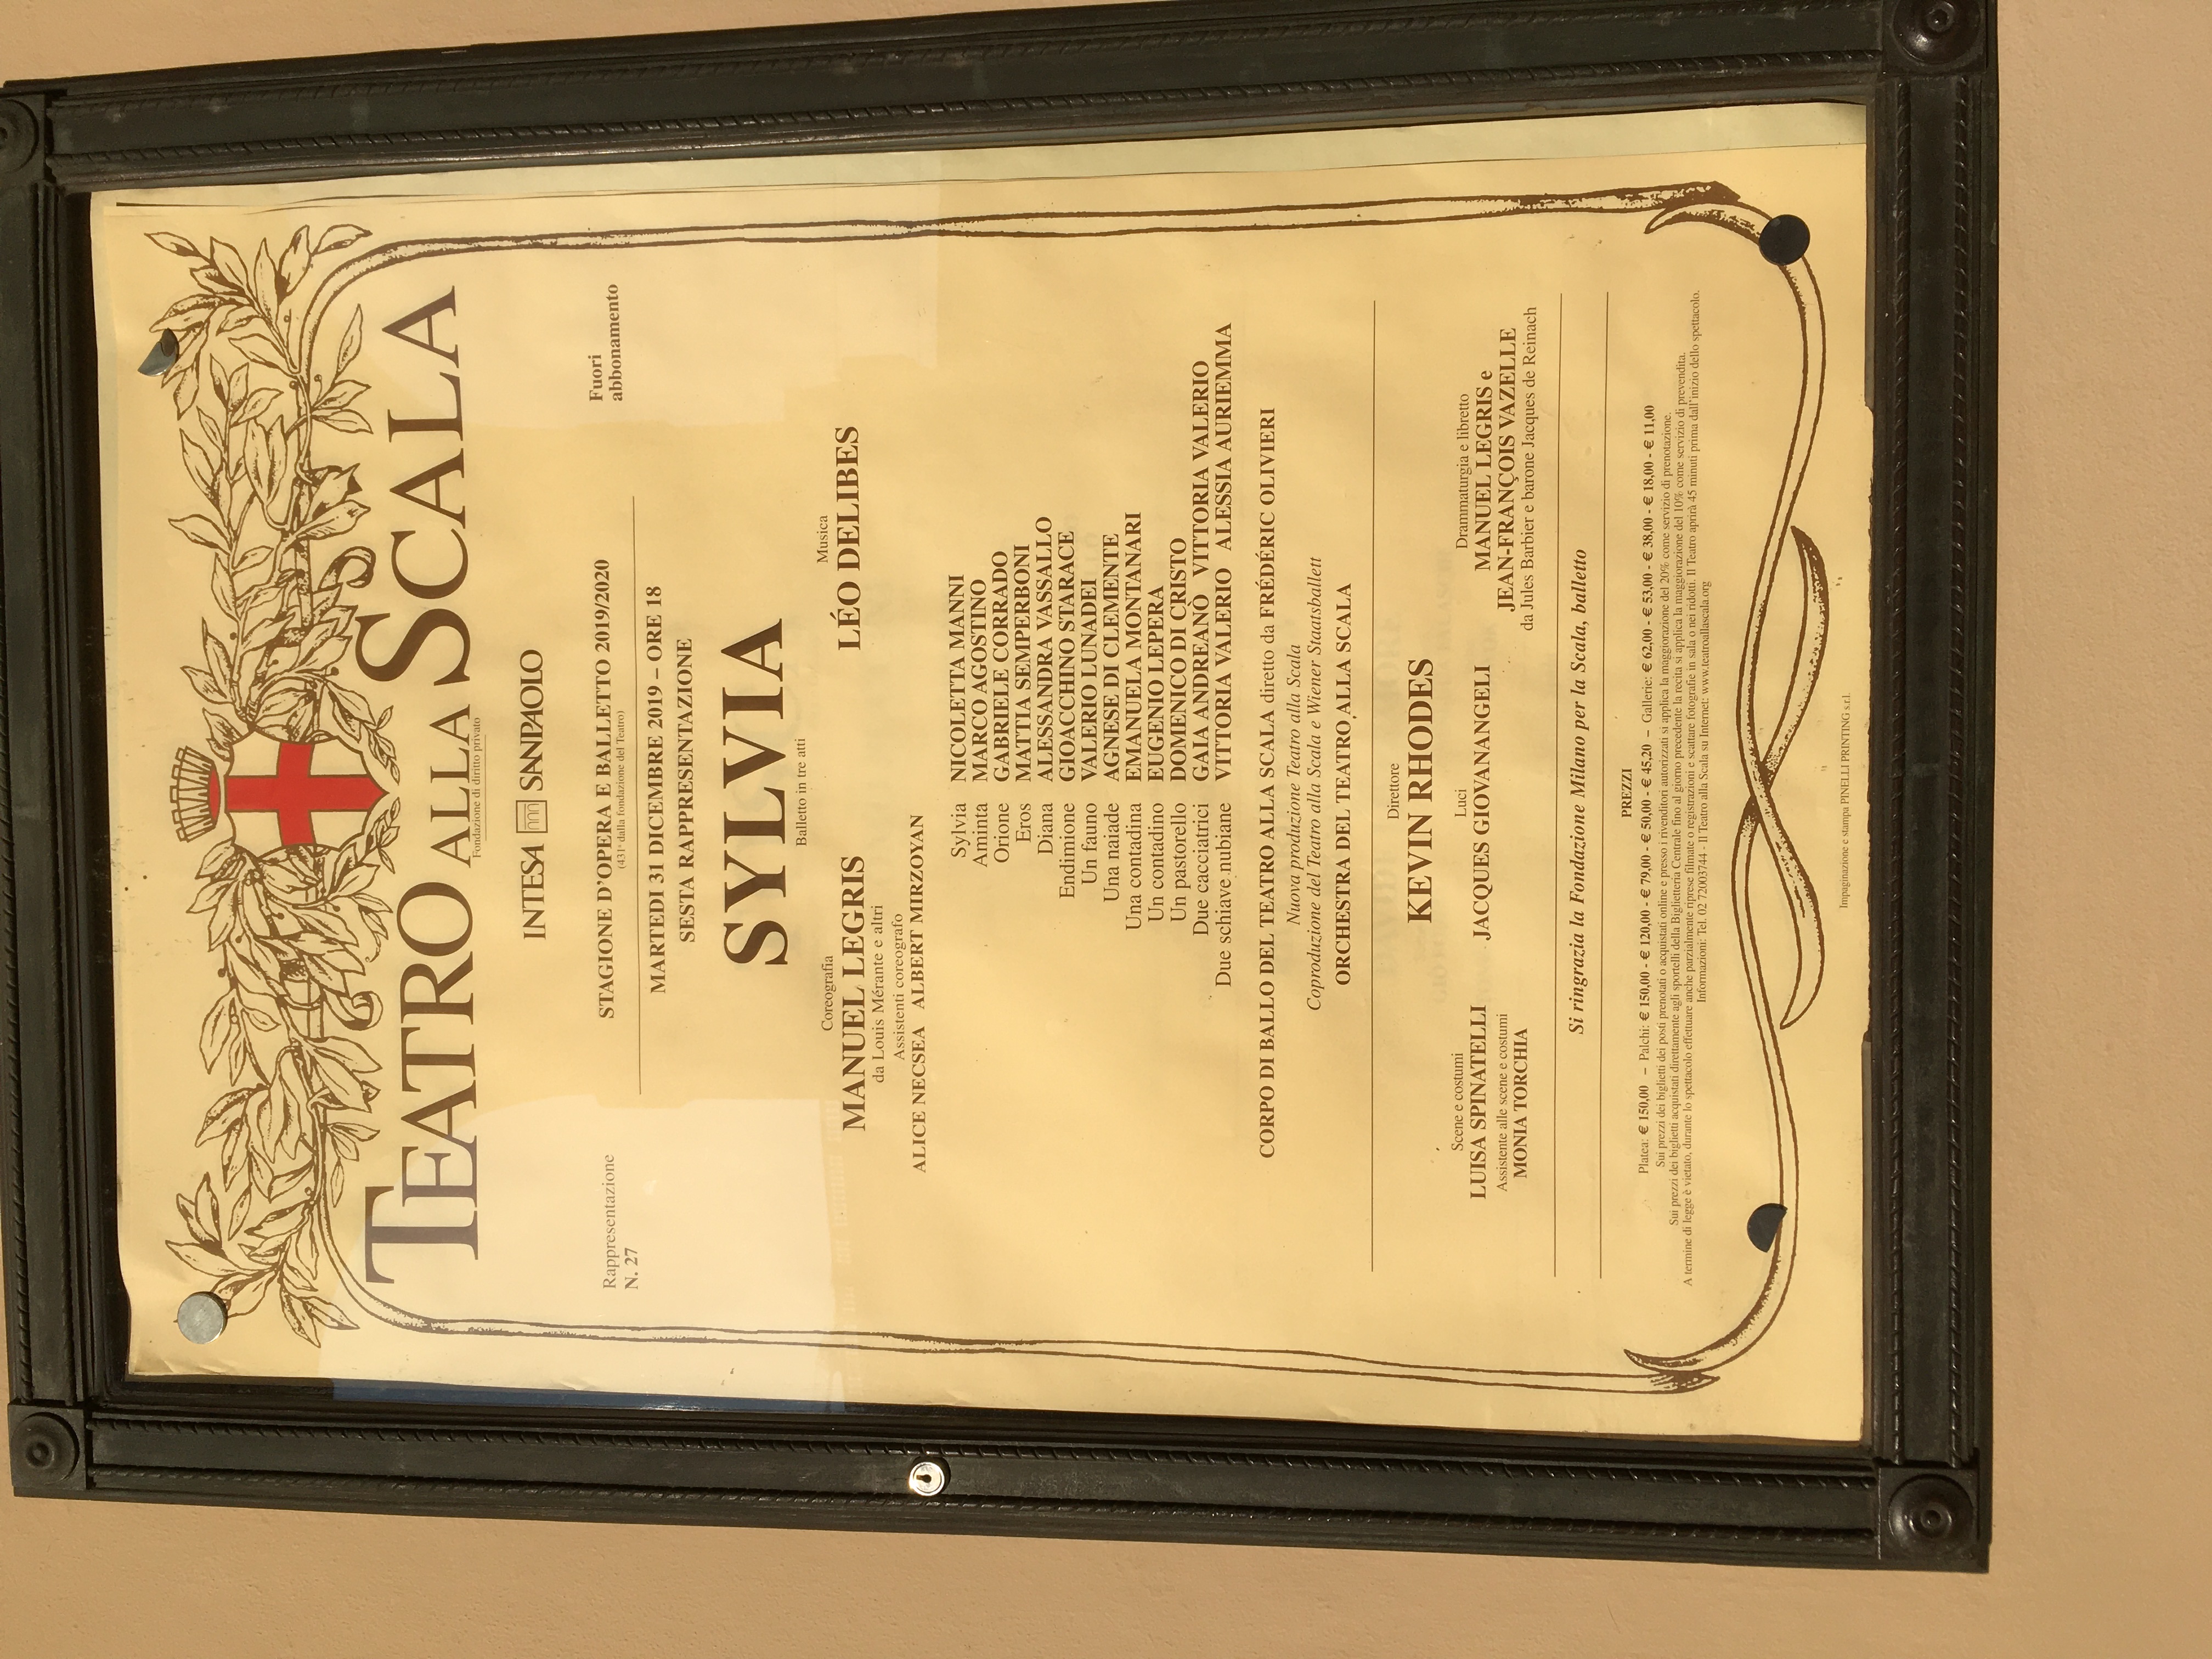 TEATRO ALLA SCALA
Fondazione di diritto privato
INTESA SANPAOLO
Rappresentazione
N. 27
STAGIONE D'OPERA E BALLETTO 2019/2020
(431ª dalla fondazione del Teatro)
Fuori
abbonamento
MARTEDÌ 31 DICEMBRE 2019 – ORE 18
SESTA RAPPRESENTAZIONE
SYLVIA
Balletto in tre atti
Coreografia
MANUEL LEGRIS
da Louis Mérante e altri
Assistenti coreografo
ALICE NECSEA ALBERT MIRZOYAN
Musica
LÉO DELIBES
Sylvia NICOLETTA MANNI
Aminta MARCO AGOSTINO
Orione GABRIELE CORRADO
Eros MATTIA SEMPERBONI
Diana ALESSANDRA VASSALLO
Endimione GIOACCHINO STARACE
Un fauno VALERIO LUNADEI
Una naiade AGNESE DI CLEMENTE
Una contadina EMANUELA MONTANARI
Un contadino EUGENIO LEPERA
Un pastorello DOMENICO DI CRISTO
Due cacciatrici GAIA ANDREANÒ VITTORIA VALERIO
Due schiave nubiane VITTORIA VALERIO ALESSIA AURIEMMA
CORPO DI BALLO DEL TEATRO ALLA SCALA diretto da FRÉDÉRIC OLIVIERI
Nuova produzione Teatro alla Scala
Coproduzione del Teatro alla Scala e Wiener Staatsballett
ORCHESTRA DEL TEATRO ALLA SCALA
Direttore
KEVIN RHODES
Scene e costumi
LUISA SPINATELLI
Assistente alle scene e costumi
MONIA TORCHIA
Luci
JACQUES GIOVANANGELI
Drammaturgia e libretto
MANUEL LEGRIS e
JEAN-FRANÇOIS VAZELLE
da Jules Barbier e barone Jacques de Reinach
Si ringrazia la Fondazione Milano per la Scala, balletto
PREZZI
Platea: € 150,00 – Palchi: € 150,00 - € 120,00 - € 79,00 - € 50,00 - € 45,20 – Gallerie: € 62,00 - € 53,00 - € 38,00 - € 18,00 - € 11,00
Sui prezzi dei biglietti dei posti prenotati o acquistati online e presso i rivenditori autorizzati si applica la maggiorazione del 20% come servizio di prenotazione.
Sui prezzi dei biglietti acquistati direttamente agli sportelli della Biglietteria Centrale fino al giorno precedente la recita si applica la maggiorazione del 10% come servizio di prevendita.
A termine di legge è vietato, durante lo spettacolo effettuare anche parzialmente riprese filmate o registrazioni e scattare fotografie in sala o nei ridotti. Il Teatro aprirà 45 minuti prima dall'inizio dello spettacolo.
Informazioni: Tel. 02 72003744 - Il Teatro alla Scala su Internet: www.teatroallascala.org
Impaginazione e stampa PINELLI PRINTING s.r.l.